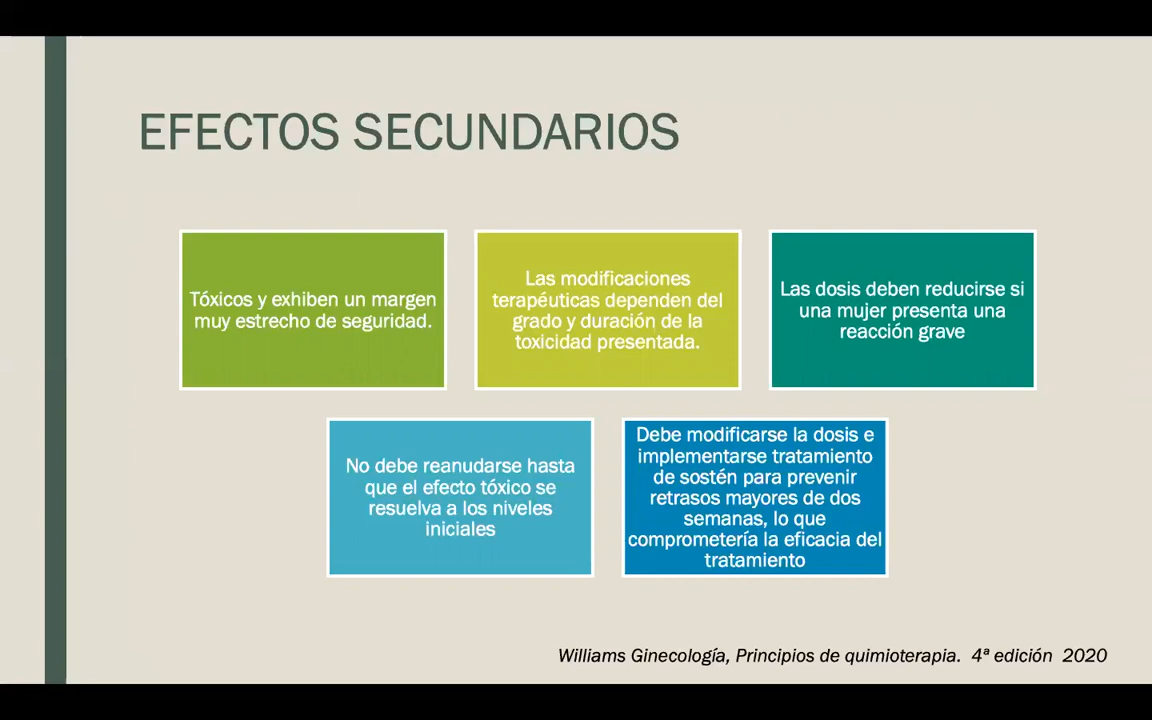 EFECTOS SECUNDARIOS
Tóxicos y exhiben un margen
muy estrecho de seguridad.
Las modificaciones
terapéuticas dependen del
grado y duración de la
toxicidad presentada.
Las dosis deben reducirse si
una mujer presenta una
reacción grave
No debe reanudarse hasta
que el efecto tóxico se
resuelva a los niveles
iniciales
Debe modificarse la dosis e
implementarse tratamiento
de sostén para prevenir
retrasos mayores de dos
semanas, lo que
comprometería la eficacia del
tratamiento
Williams Ginecología, Principios de quimioterapia. 4ª edición 2020